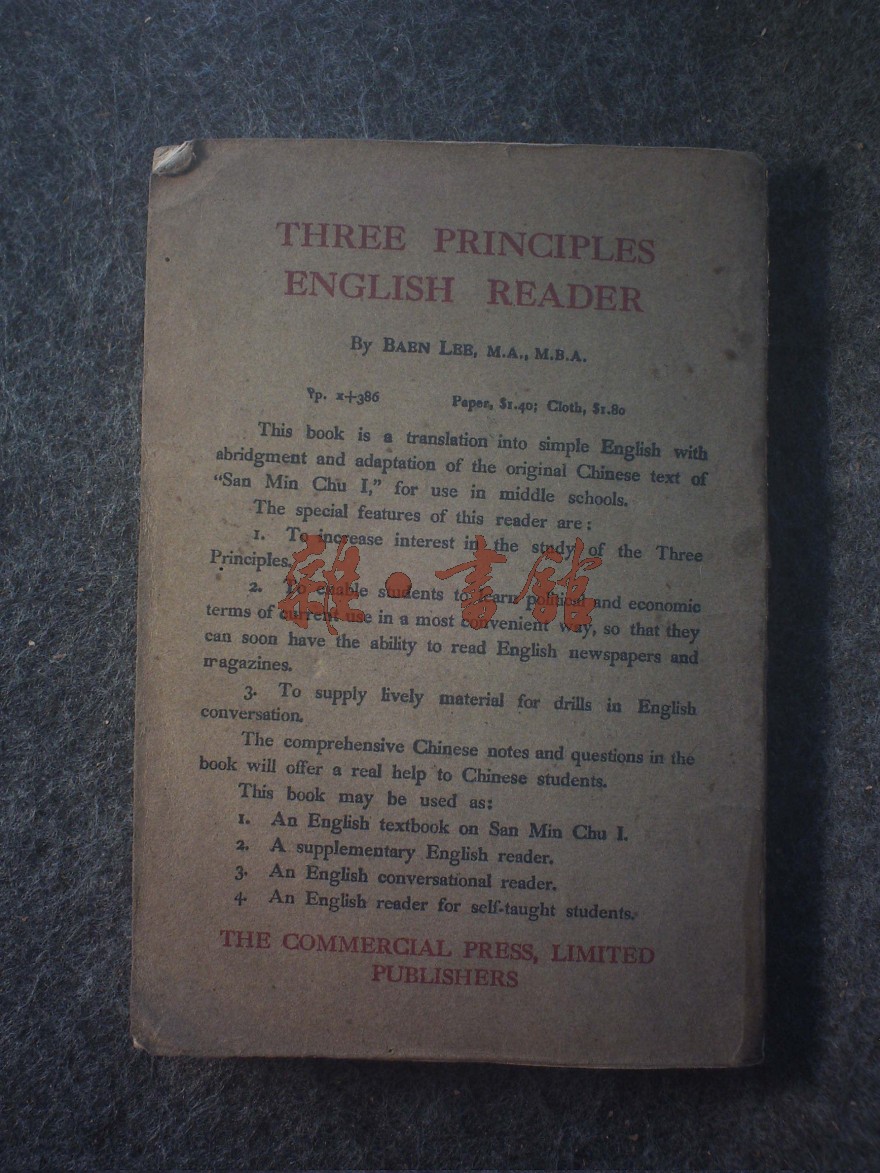 THREE PRINCIPLES
ENGLISH READER
By BAEN LEE, M.A., M.B.A.
Pp. x+386 Paper, $1.40; Cloth, $1.80
This book is a translation into simple English with
abridgment and adaptation of the original Chinese text of
“San Min Chu I,” for use in middle schools.
The special features of this reader are:
1. To increase interest in the study of the Three
Principles.
2. To enable students to learn political and economic
terms of current use in a most convenient way, so that they
can soon have the ability to read English newspapers and
magazines.
3. To supply lively material for drills in English
conversation.
The comprehensive Chinese notes and questions in the
book will offer a real help to Chinese students.
This book may be used as:
1. An English textbook on San Min Chu I.
2. A supplementary English reader.
3. An English conversational reader.
4. An English reader for self-taught students.
THE COMMERCIAL PRESS, LIMITED
PUBLISHERS
雜·書館